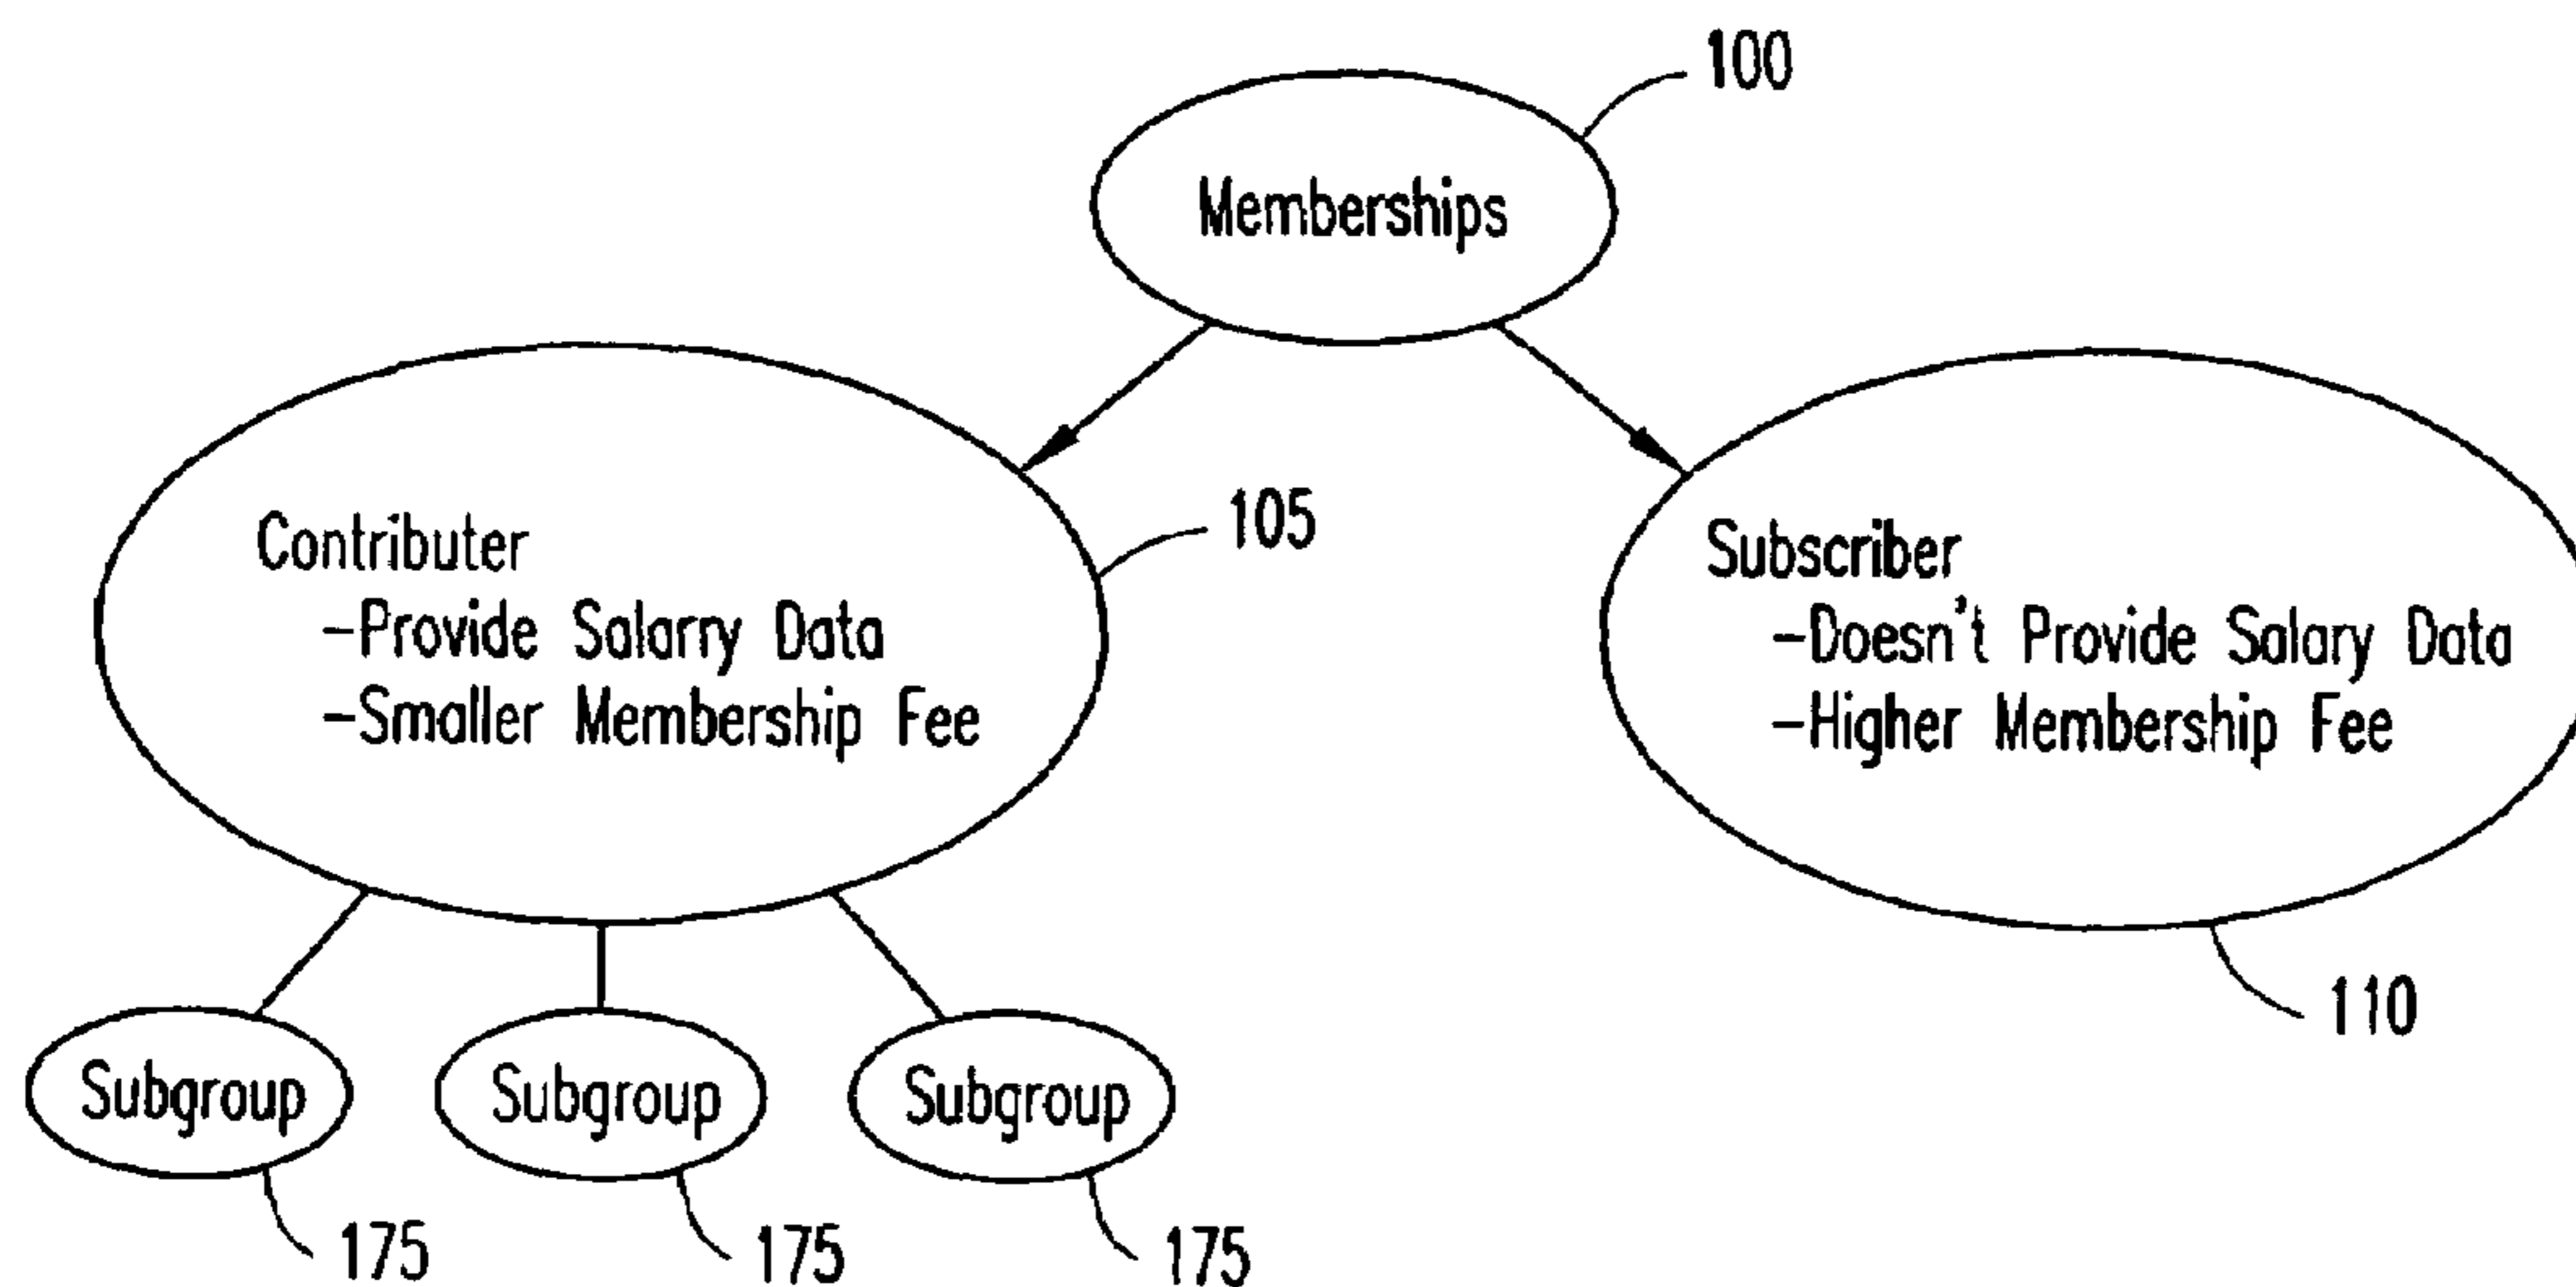 100
Memberships
Contributer
-Provide Salarry Data
-Smaller Membership Fee
105
Subscriber
-Doesn't Provide Salary Data
-Higher Membership Fee
110
Subgroup
Subgroup
Subgroup
175
175
175